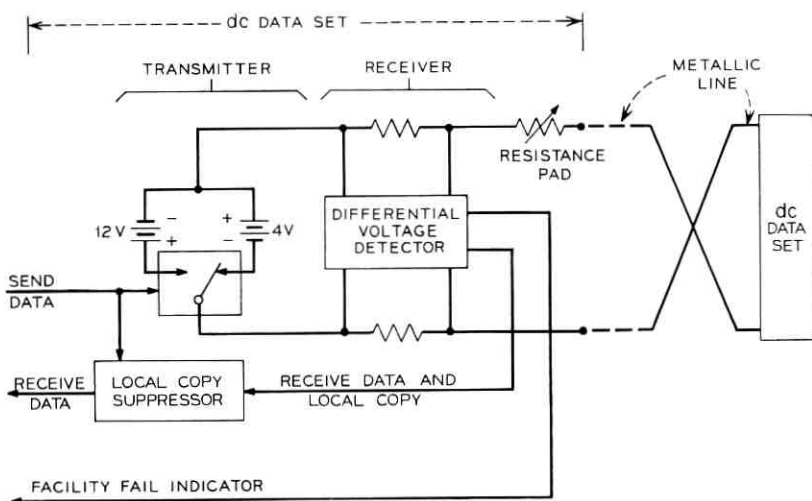 dc DATA SET
TRANSMITTER
RECEIVER
METALLIC
LINE
RESISTANCE
PAD
12V
-
+
+
-
4V
DIFFERENTIAL
VOLTAGE
DETECTOR
dc
DATA
SET
SEND
DATA
RECEIVE
DATA
LOCAL COPY
SUPPRESSOR
RECEIVE DATA AND
LOCAL COPY
FACILITY FAIL INDICATOR